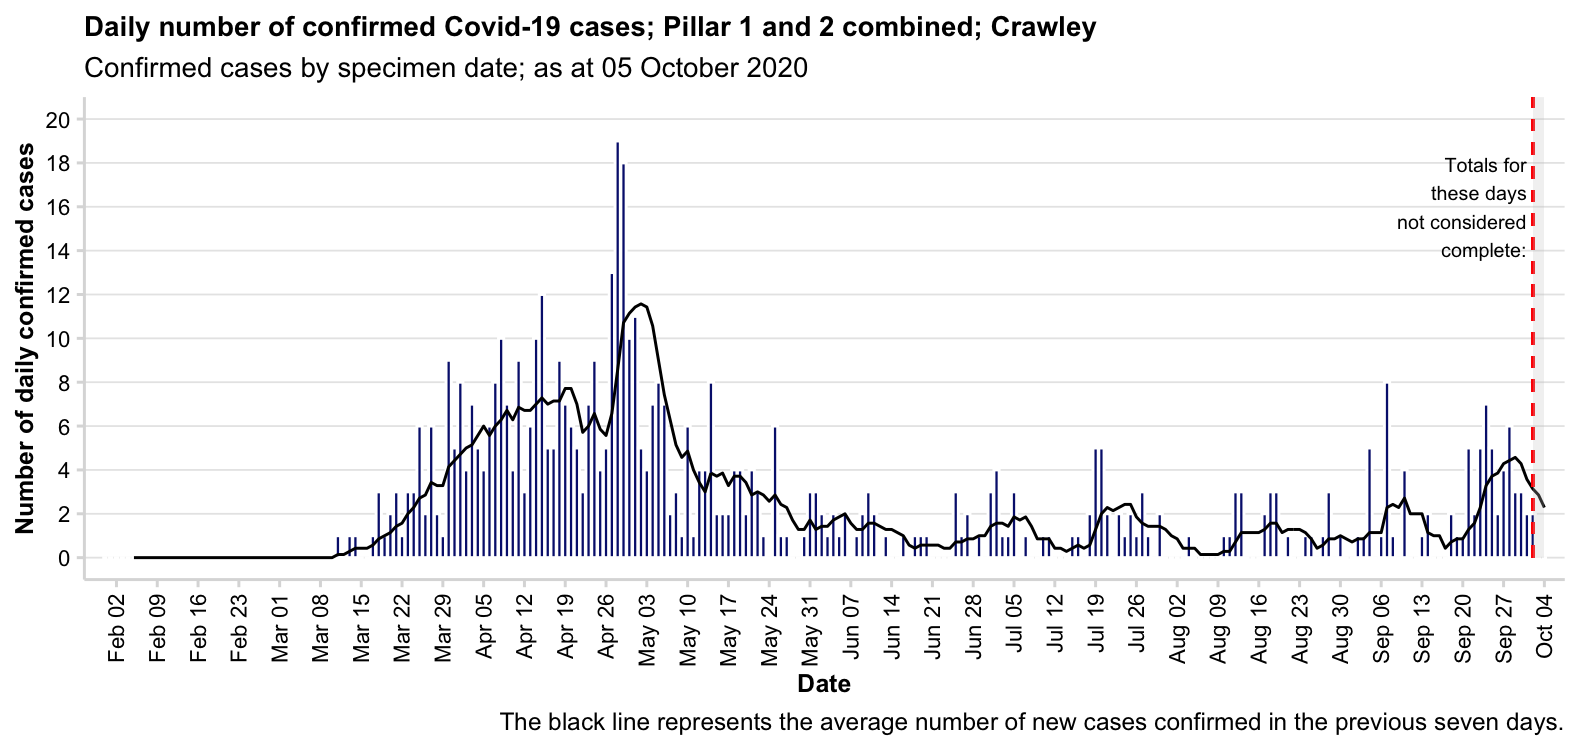 Daily number of confirmed Covid-19 cases; Pillar 1 and 2 combined; Crawley
Confirmed cases by specimen date; as at 05 October 2020
Number of daily confirmed cases
20
18
16
14
12
10
8
6
4
2
0
Totals for
these days
not considered
complete:
Feb 02
Feb 09
Feb 16
Feb 23
Mar 01
Mar 08
Mar 15
Mar 22
Mar 29
Apr 05
Apr 12
Apr 19
Apr 26
May 03
May 10
May 17
May 24
May 31
Jun 07
Jun 14
Jun 21
Jun 28
Jul 05
Jul 12
Jul 19
Jul 26
Aug 02
Aug 09
Aug 16
Aug 23
Aug 30
Sep 06
Sep 13
Sep 20
Sep 27
Oct 04
Date
The black line represents the average number of new cases confirmed in the previous seven days.